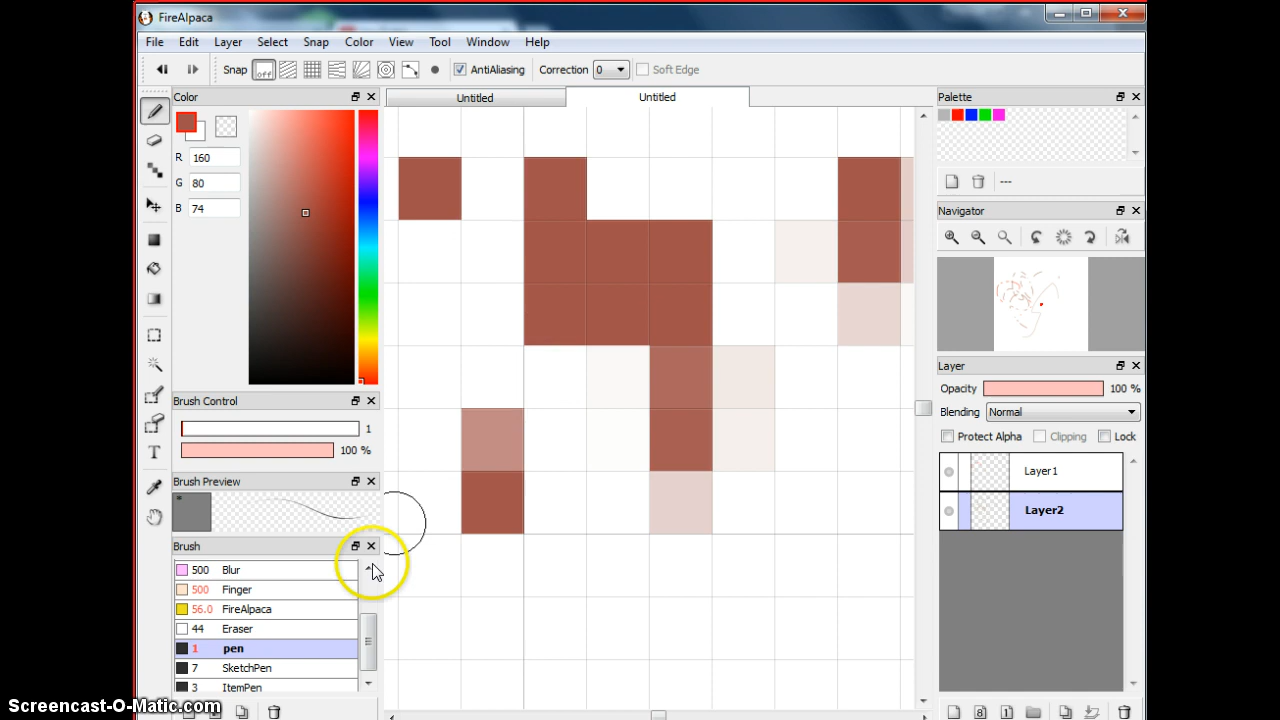 FireAlpaca
File Edit Layer Select Snap Color View Tool Window Help
Snap off AntiAliasing Correction 0 Soft Edge
Color
Untitled
Untitled
Palette
R 160
G 80
B 74
---
Navigator
Layer
Opacity 100 %
Brush Control
Blending Normal
1
Protect Alpha Clipping Lock
100 %
Layer1
Brush Preview
Layer2
Brush
500 Blur
500 Finger
56.0 FireAlpaca
44 Eraser
1 pen
7 SketchPen
3 ItemPen
8 1
Screencast-O-Matic.com